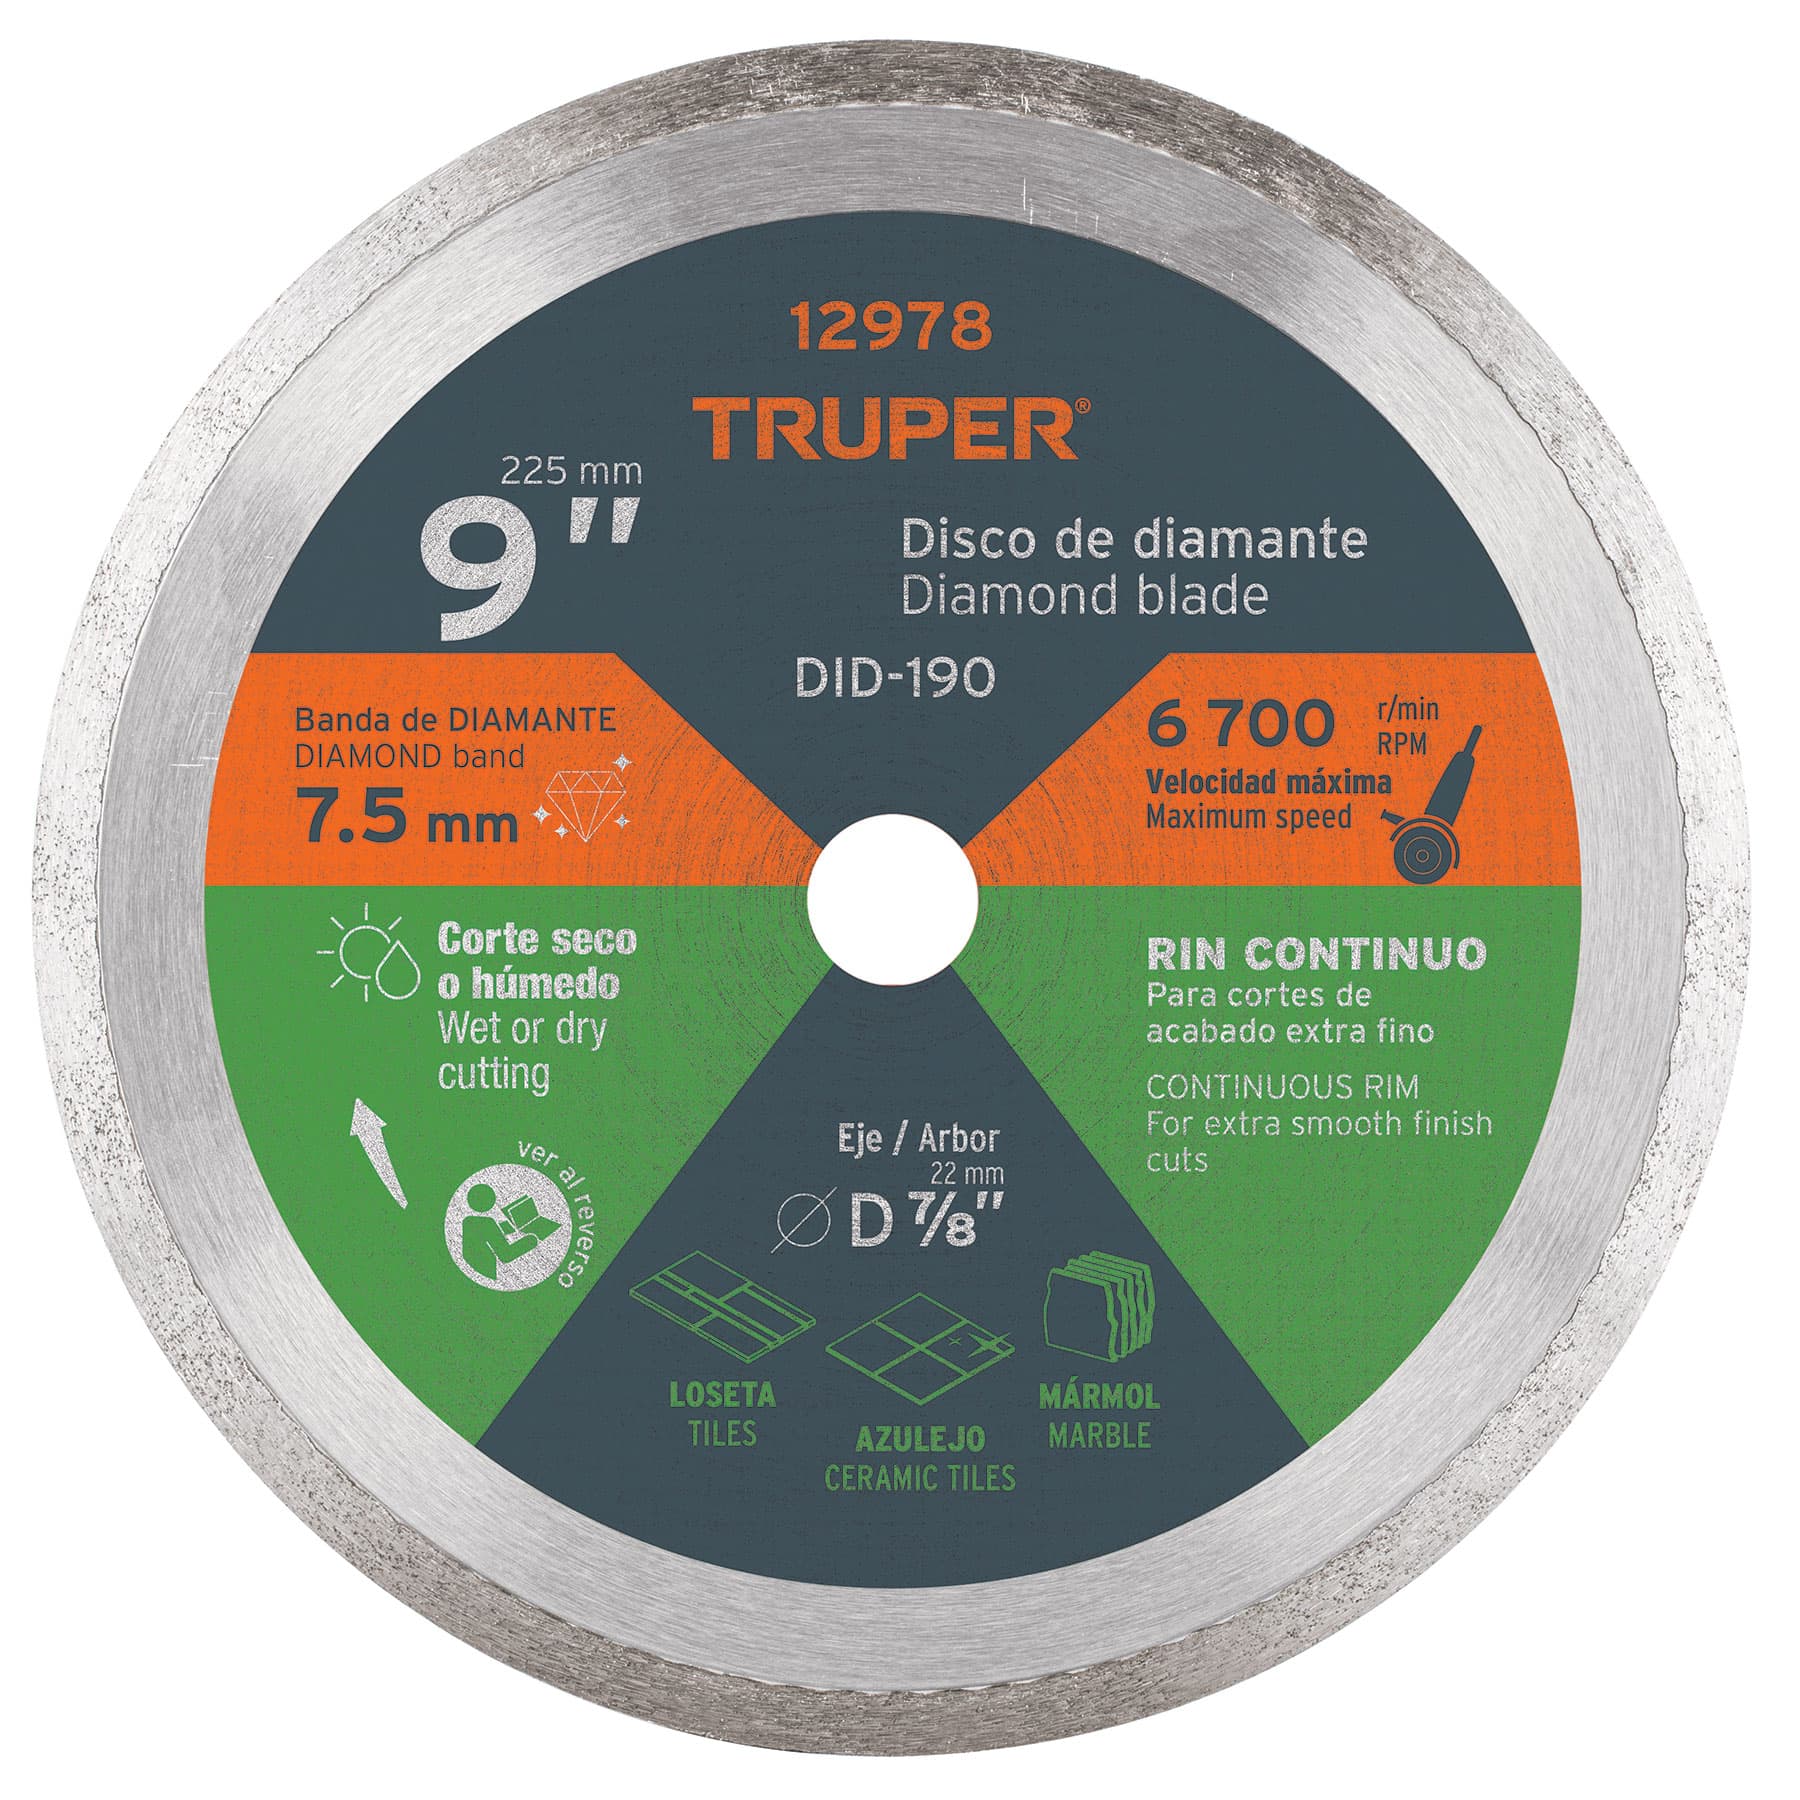 12978
TRUPER®
225 mm
9"
Disco de diamante
Diamond blade
DID-190
Banda de DIAMANTE
DIAMOND band
7.5 mm
6 700 r/min
RPM
Velocidad máxima
Maximum speed
Corte seco
o húmedo
Wet or dry
cutting
ver al reverso
RIN CONTINUO
Para cortes de
acabado extra fino
CONTINUOUS RIM
For extra smooth finish
cuts
Eje / Arbor
22 mm
D 7/8"
LOSETA
TILES
AZULEJO
CERAMIC TILES
MÁRMOL
MARBLE